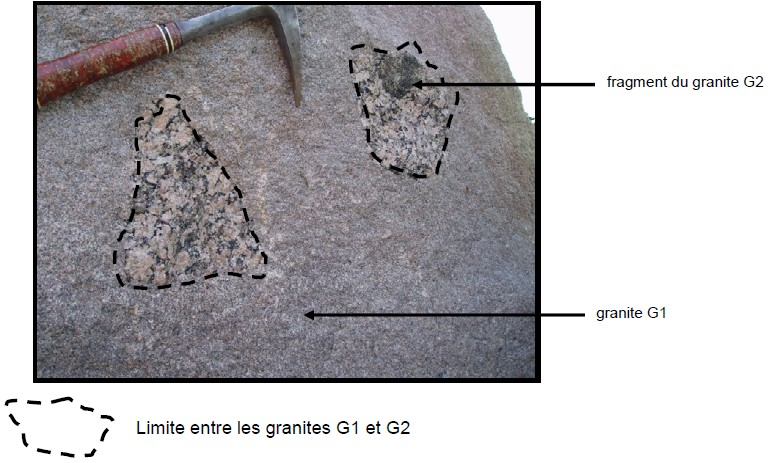 fragment du granite G2
granite G1
Limite entre les granites G1 et G2